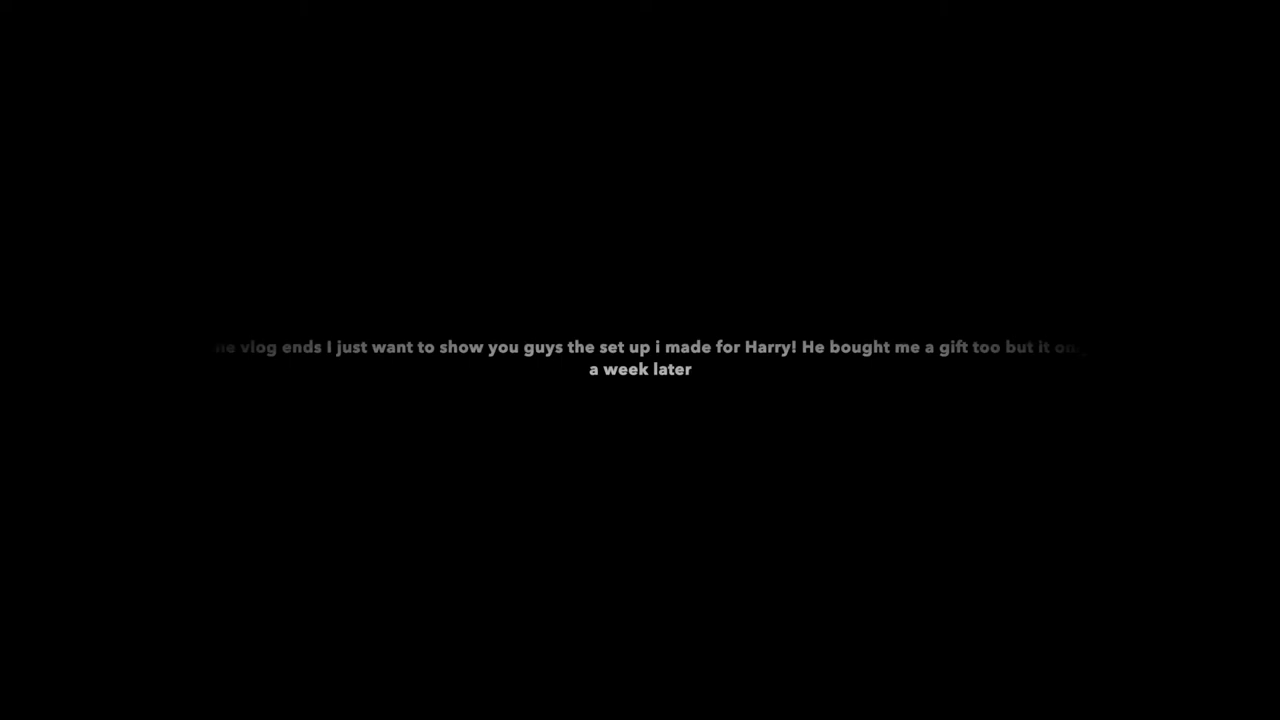 vlog ends I just want to show you guys the set up i made for Harry! He bought me a gift too but it
a week later